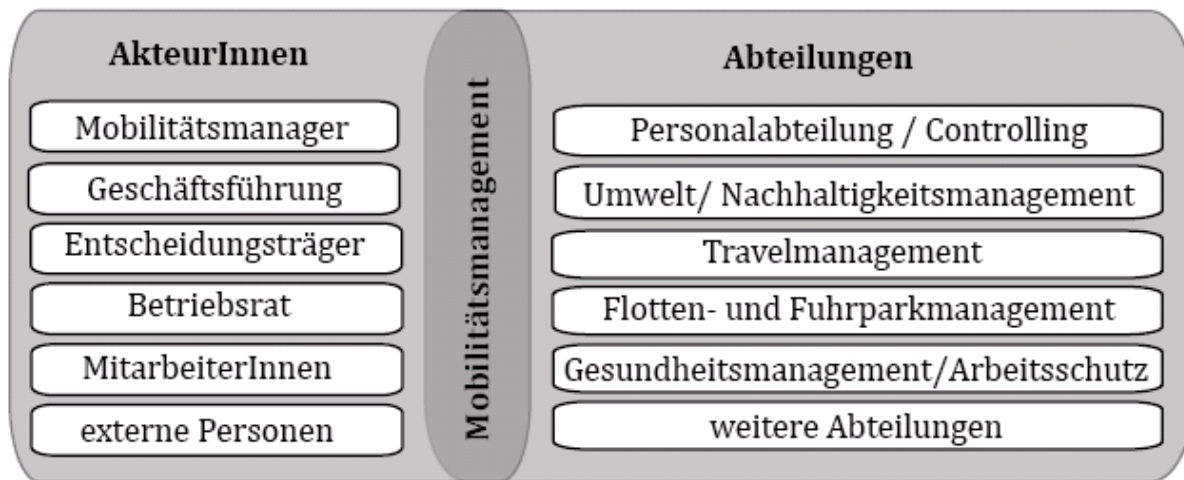 AkteurInnen
Mobilitätsmanager
Geschäftsführung
Entscheidungsträger
Betriebsrat
MitarbeiterInnen
externe Personen
Mobilitätsmanagement
Abteilungen
Personalabteilung / Controlling
Umwelt/ Nachhaltigkeitsmanagement
Travelmanagement
Flotten- und Fuhrparkmanagement
Gesundheitsmanagement/Arbeitsschutz
weitere Abteilungen